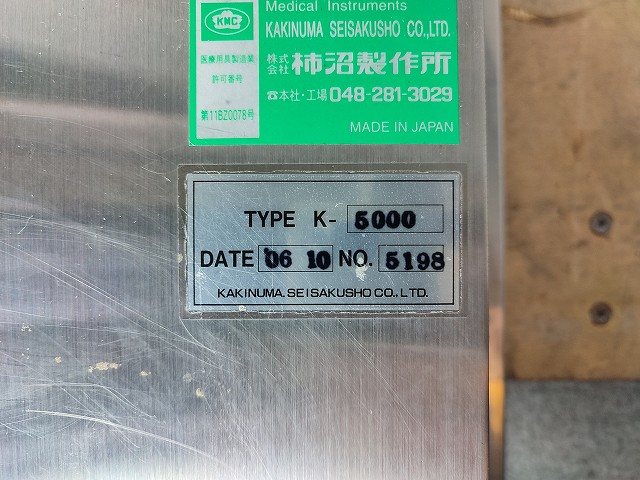 KMC
Medical Instruments
KAKINUMA SEISAKUSHO CO.,LTD.
医療用具製造業
許可番号
第11BZ0078号
株式会社 柿沼製作所
☎本社・工場 048-281-3029
MADE IN JAPAN
TYPE K- 5000
DATE '06 10 NO. 5198
KAKINUMA.SEISAKUSHO CO., LTD.